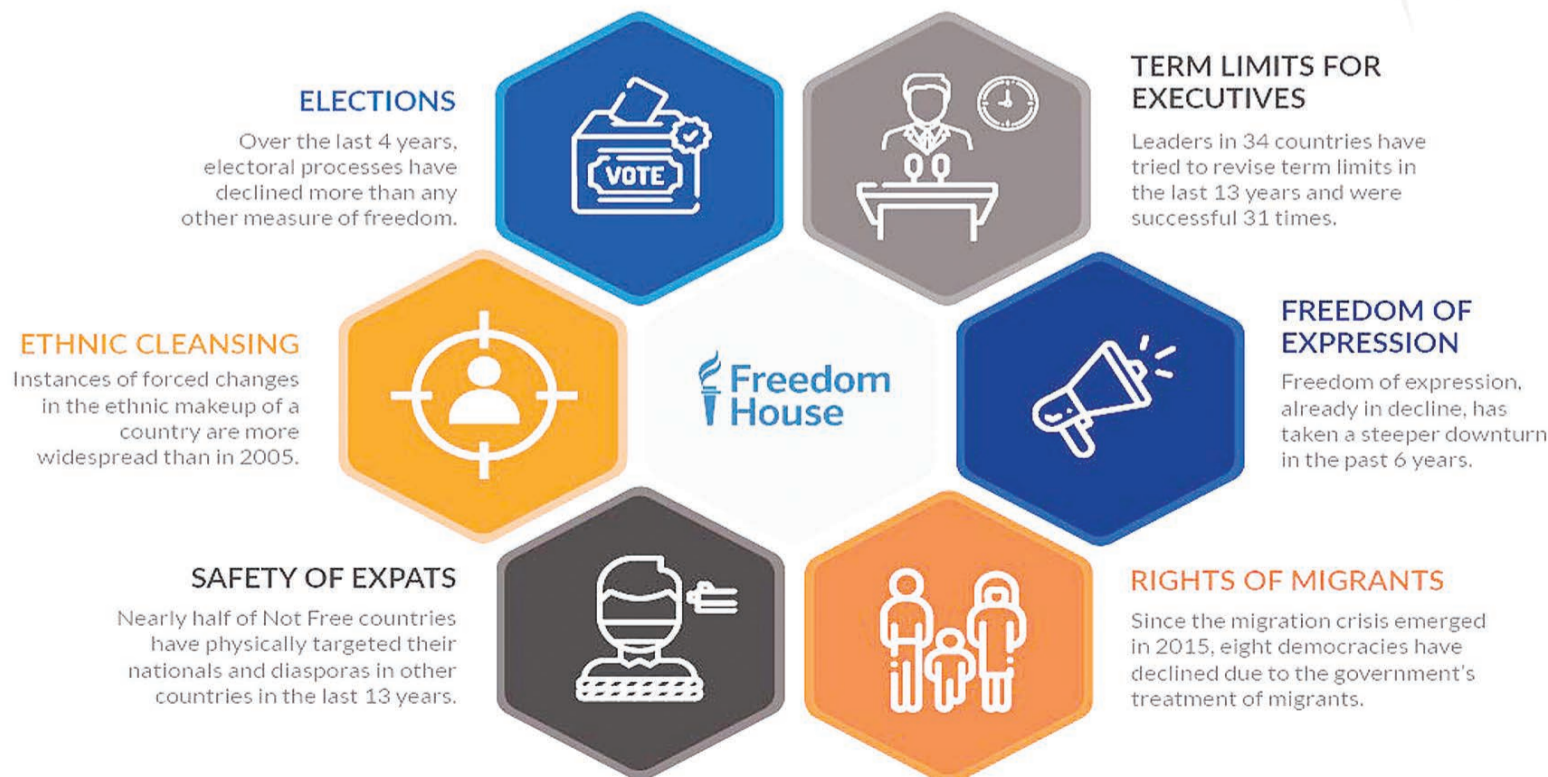 ELECTIONS
Over the last 4 years,
electoral processes have
declined more than any
other measure of freedom.
VOTE
TERM LIMITS FOR
EXECUTIVES
Leaders in 34 countries have
tried to revise term limits in
the last 13 years and were
successful 31 times.
ETHNIC CLEANSING
Instances of forced changes
in the ethnic makeup of a
country are more
widespread than in 2005.
Freedom
House
FREEDOM OF
EXPRESSION
Freedom of expression,
already in decline, has
taken a steeper downturn
in the past 6 years.
SAFETY OF EXPATS
Nearly half of Not Free countries
have physically targeted their
nationals and diasporas in other
countries in the last 13 years.
RIGHTS OF MIGRANTS
Since the migration crisis emerged
in 2015, eight democracies have
declined due to the government's
treatment of migrants.